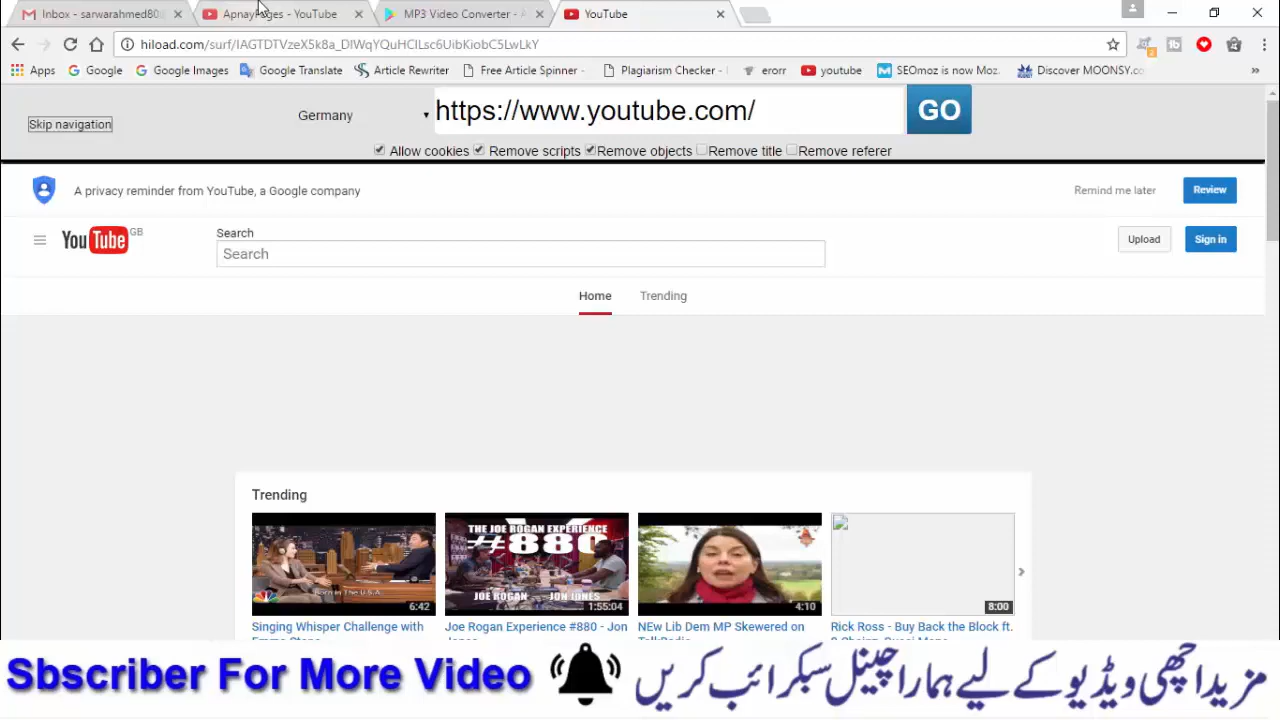 Inbox - sarwarahmed80
Apnay Pages - YouTube
MP3 Video Converter - A
YouTube
hiload.com/surf/IAGTDTVzeX5k8a_DIWqYQuHCILsc6UibKiobC5LwLkY
Apps Google Google Images Google Translate Article Rewriter Free Article Spinner - Plagiarism Checker - erorr youtube SEOmoz is now Moz. Discover MOONSY.co
Skip navigation
Germany
https://www.youtube.com/
GO
Allow cookies Remove scripts Remove objects Remove title Remove referer
A privacy reminder from YouTube, a Google company
Remind me later
Review
YouTube GB
Search
Search
Upload
Sign in
Home Trending
Trending
Born In The U.S.A.
6:42
THE JOE ROGAN EXPERIENCE
#880
JOE ROGAN JON JONES
1:55:04
4:10
8:00
Singing Whisper Challenge with
Joe Rogan Experience #880 - Jon
NEw Lib Dem MP Skewered on
Rick Ross - Buy Back the Block ft.
Sbscriber For More Video
مزید اچھی ویڈیو کے لیے ہمارا چینل سبکرائب کریں